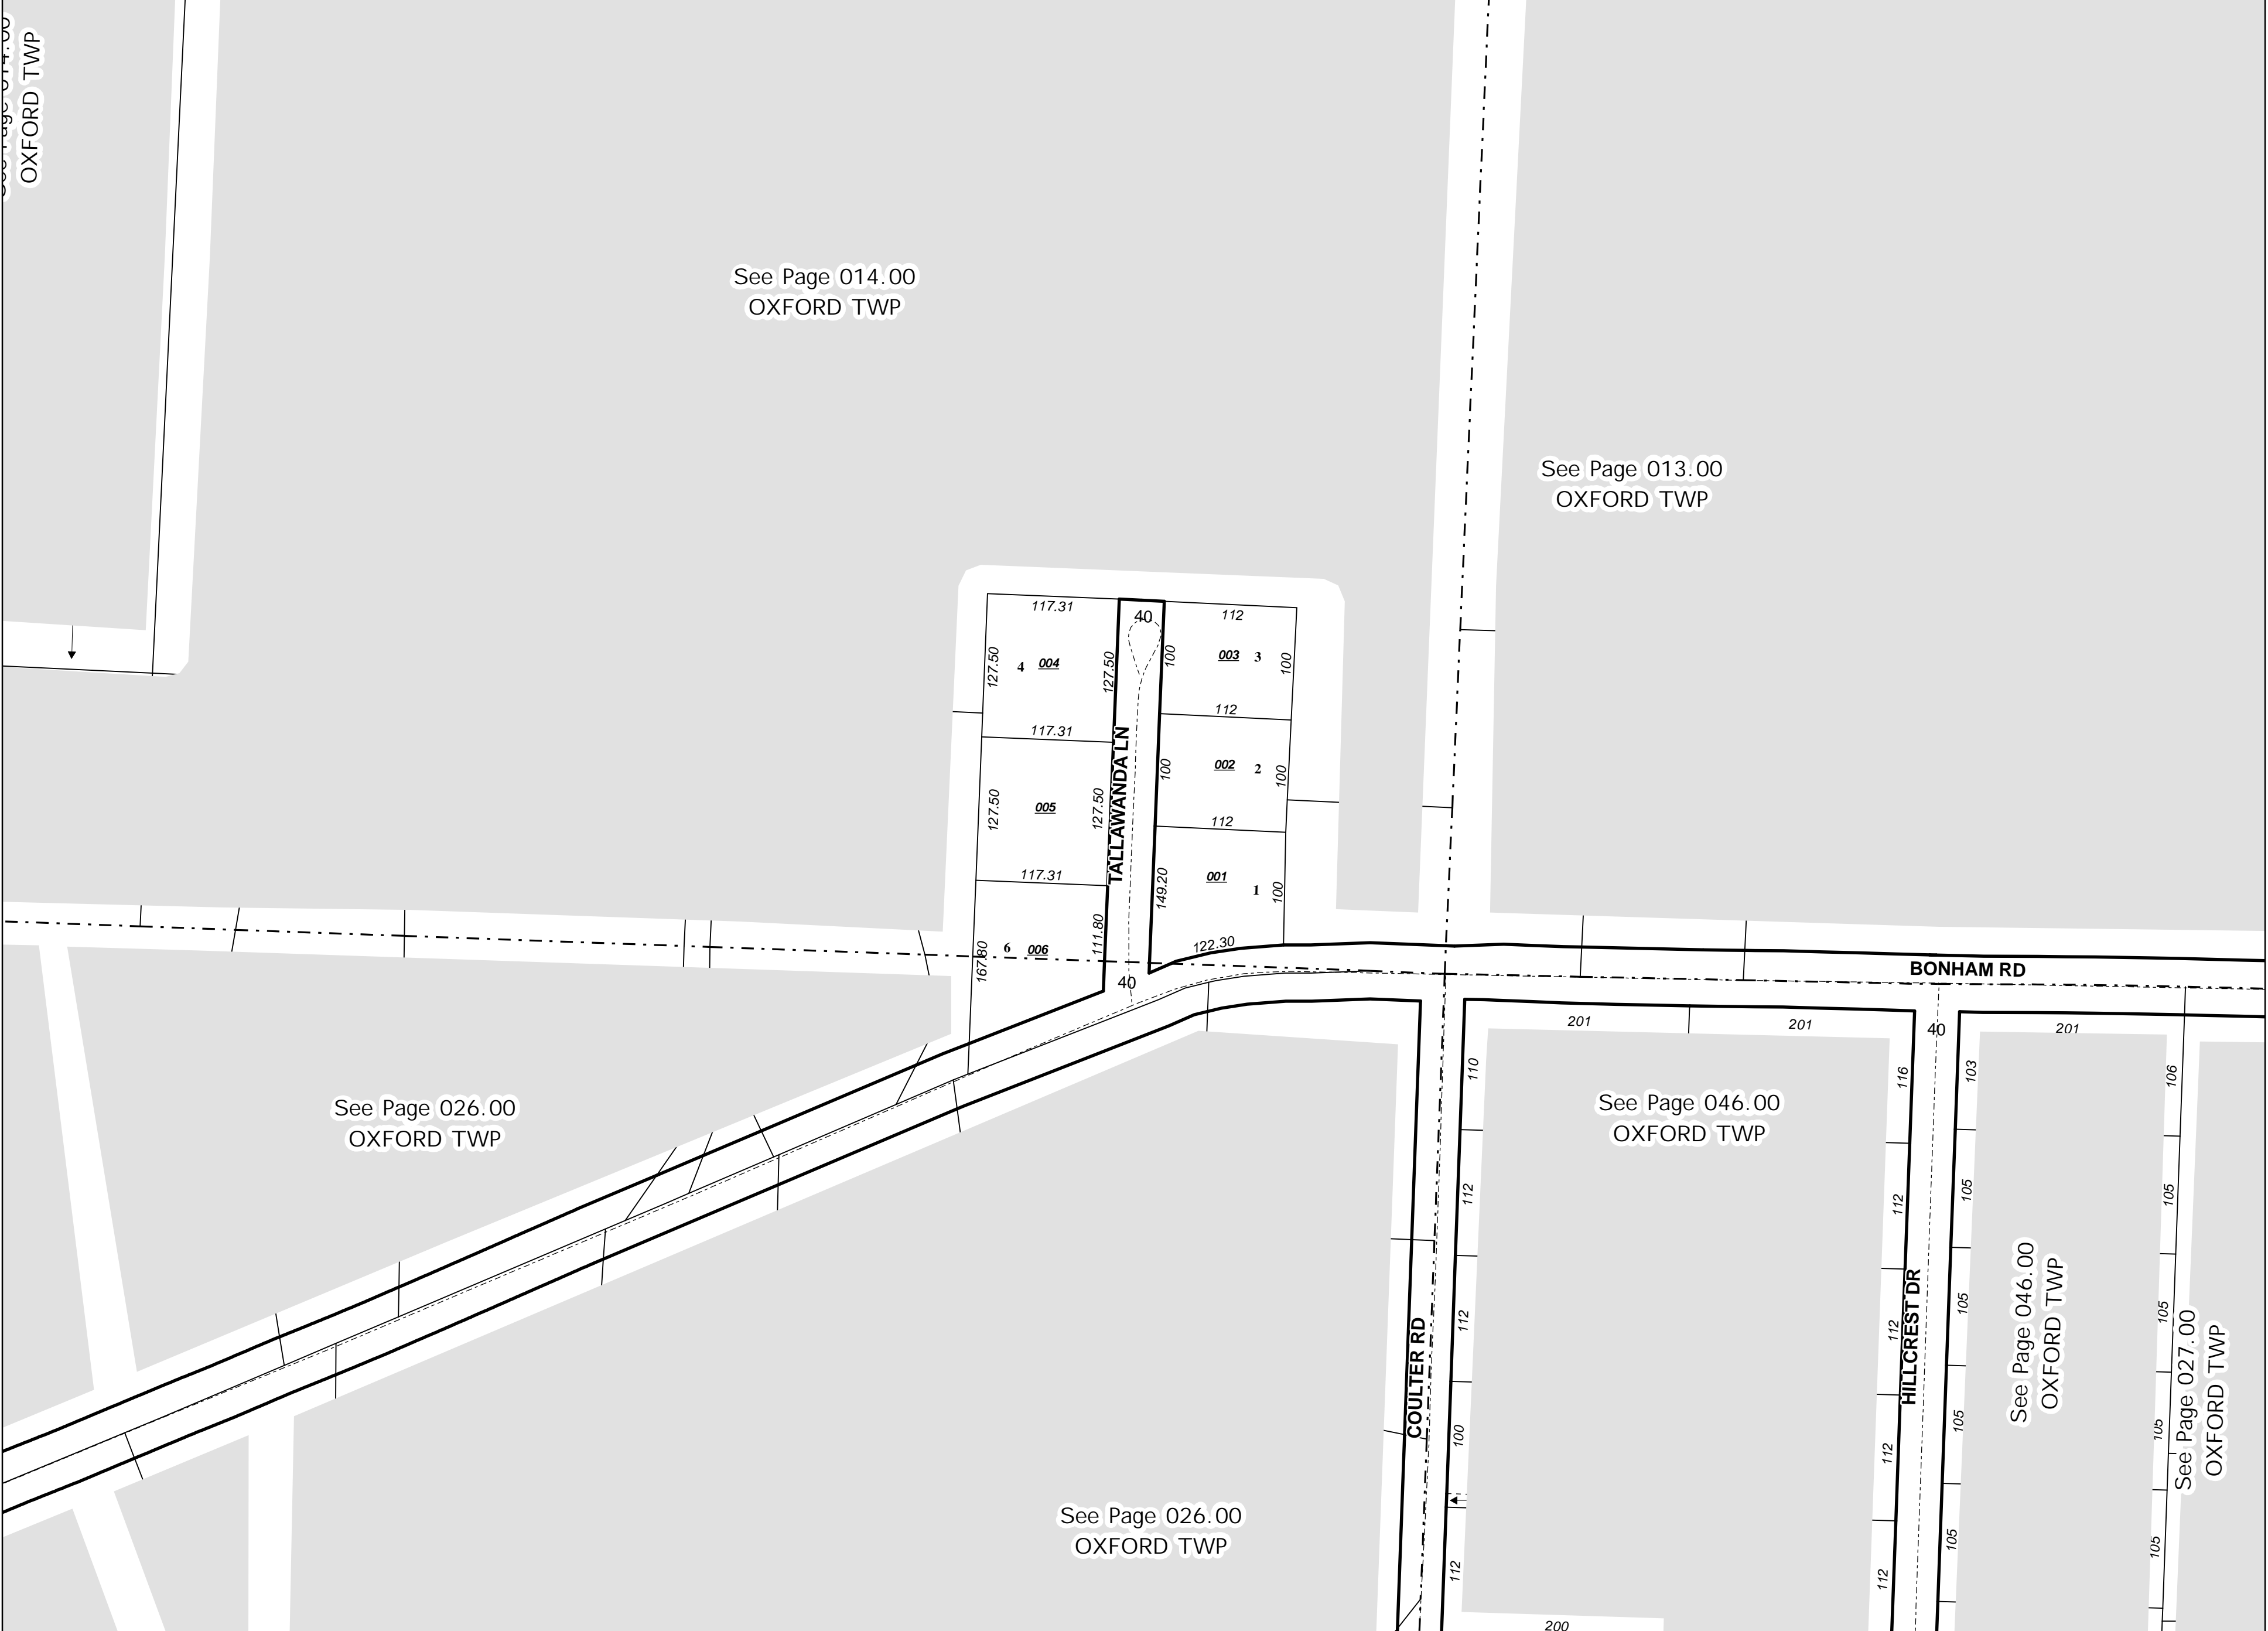 See Page 014.00
OXFORD TWP
See Page 014.00
OXFORD TWP
See Page 013.00
OXFORD TWP
117.31
40
112
127.50
4
004
127.50
100
003
3
100
117.31
112
TALLAWANDA LN
127.50
005
127.50
100
002
2
100
117.31
112
149.20
001
1
100
167.80
6
006
111.80
122.30
40
BONHAM RD
201
201
40
201
See Page 026.00
OXFORD TWP
See Page 046.00
OXFORD TWP
110
112
112
100
112
COULTER RD
116
112
112
112
112
HILLCREST DR
103
105
105
105
105
See Page 046.00
OXFORD TWP
106
105
105
105
105
See Page 027.00
OXFORD TWP
See Page 026.00
OXFORD TWP
200